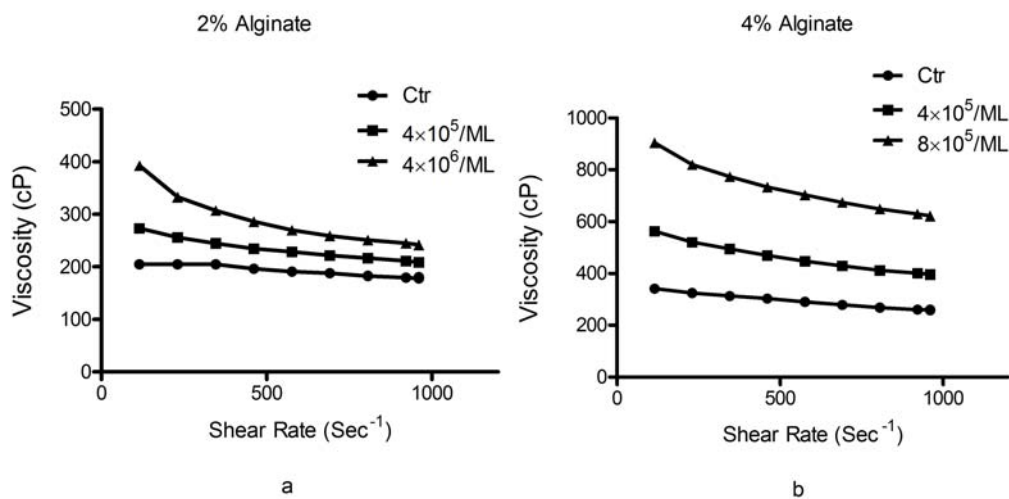 2% Alginate
Ctr
4×10⁵/ML
4×10⁶/ML
500
400
300
200
100
0
Viscosity (cP)
0 500 1000
Shear Rate (Sec⁻¹)
a
4% Alginate
Ctr
4×10⁵/ML
8×10⁵/ML
1000
800
600
400
200
0
Viscosity (cP)
0 500 1000
Shear Rate (Sec⁻¹)
b